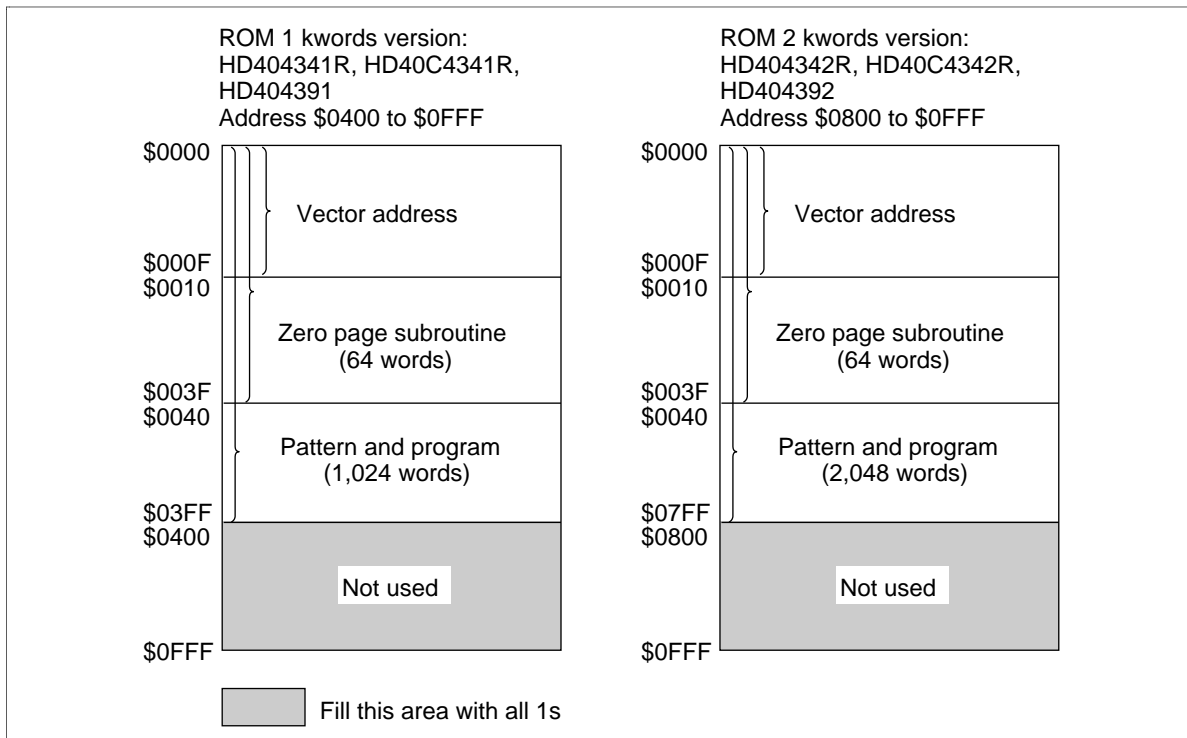 ROM 1 kwords version:
HD404341R, HD40C4341R,
HD404391
Address $0400 to $0FFF
$0000
Vector address
$000F
$0010
Zero page subroutine
(64 words)
$003F
$0040
Pattern and program
(1,024 words)
$03FF
$0400
Not used
$0FFF
ROM 2 kwords version:
HD404342R, HD40C4342R,
HD404392
Address $0800 to $0FFF
$0000
Vector address
$000F
$0010
Zero page subroutine
(64 words)
$003F
$0040
Pattern and program
(2,048 words)
$07FF
$0800
Not used
$0FFF
Fill this area with all 1s